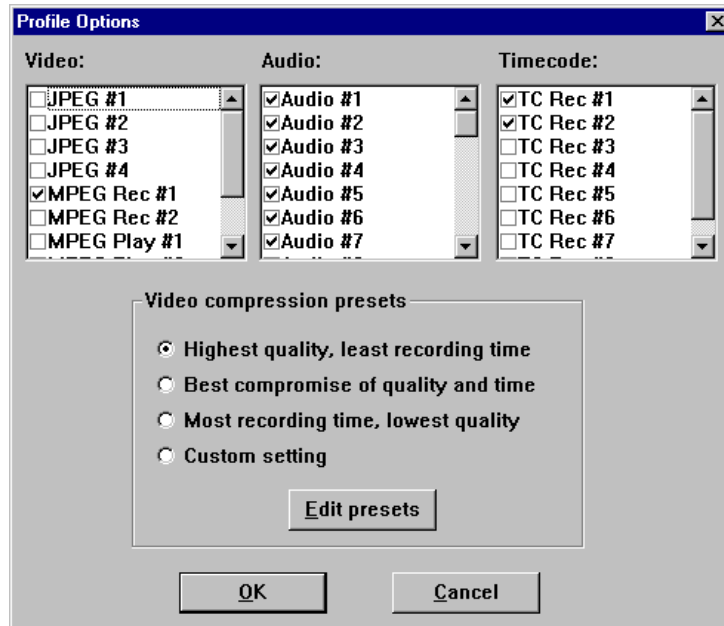 Profile Options
Video:
JPEG #1
JPEG #2
JPEG #3
JPEG #4
MPEG Rec #1
MPEG Rec #2
MPEG Play #1
Audio:
Audio #1
Audio #2
Audio #3
Audio #4
Audio #5
Audio #6
Audio #7
Timecode:
TC Rec #1
TC Rec #2
TC Rec #3
TC Rec #4
TC Rec #5
TC Rec #6
TC Rec #7
Video compression presets
Highest quality, least recording time
Best compromise of quality and time
Most recording time, lowest quality
Custom setting
Edit presets
OK
Cancel